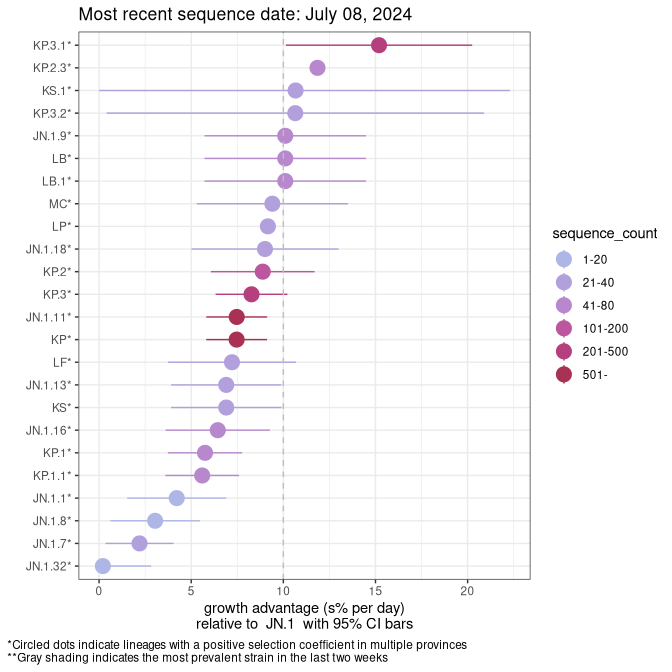 Most recent sequence date: July 08, 2024
KP.3.1*
KP.2.3*
KS.1*
KP.3.2*
JN.1.9*
LB*
LB.1*
MC*
LP*
JN.1.18*
KP.2*
KP.3*
JN.1.11*
KP*
LF*
JN.1.13*
KS*
JN.1.16*
KP.1*
KP.1.1*
JN.1.1*
JN.1.8*
JN.1.7*
JN.1.32*
0 5 10 15 20
growth advantage (s% per day)
relative to JN.1 with 95% CI bars
sequence_count
1-20
21-40
41-80
101-200
201-500
501-
*Circled dots indicate lineages with a positive selection coefficient in multiple provinces
**Gray shading indicates the most prevalent strain in the last two weeks